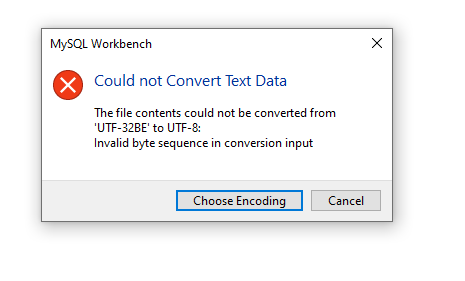 MySQL Workbench
Could not Convert Text Data
The file contents could not be converted from
'UTF-32BE' to UTF-8:
Invalid byte sequence in conversion input
Choose Encoding
Cancel